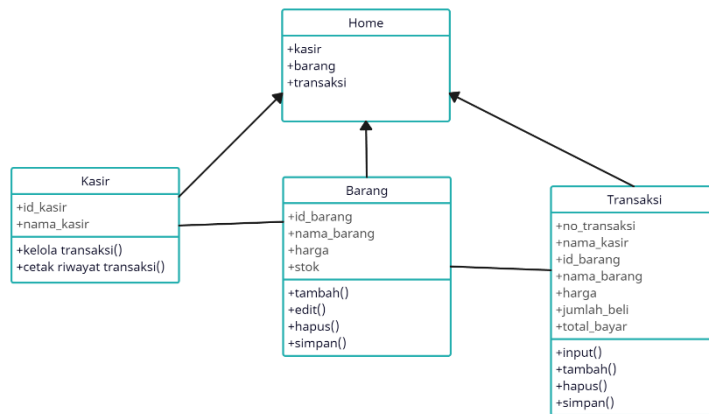 Home
+kasir
+barang
+transaksi
Kasir
+id_kasir
+nama_kasir
+kelola transaksi()
+cetak riwayat transaksi()
Barang
+id_barang
+nama_barang
+harga
+stok
+tambah()
+edit()
+hapus()
+simpan()
Transaksi
+no_transaksi
+nama_kasir
+id_barang
+nama_barang
+harga
+jumlah_beli
+total_bayar
+input()
+tambah()
+hapus()
+simpan()